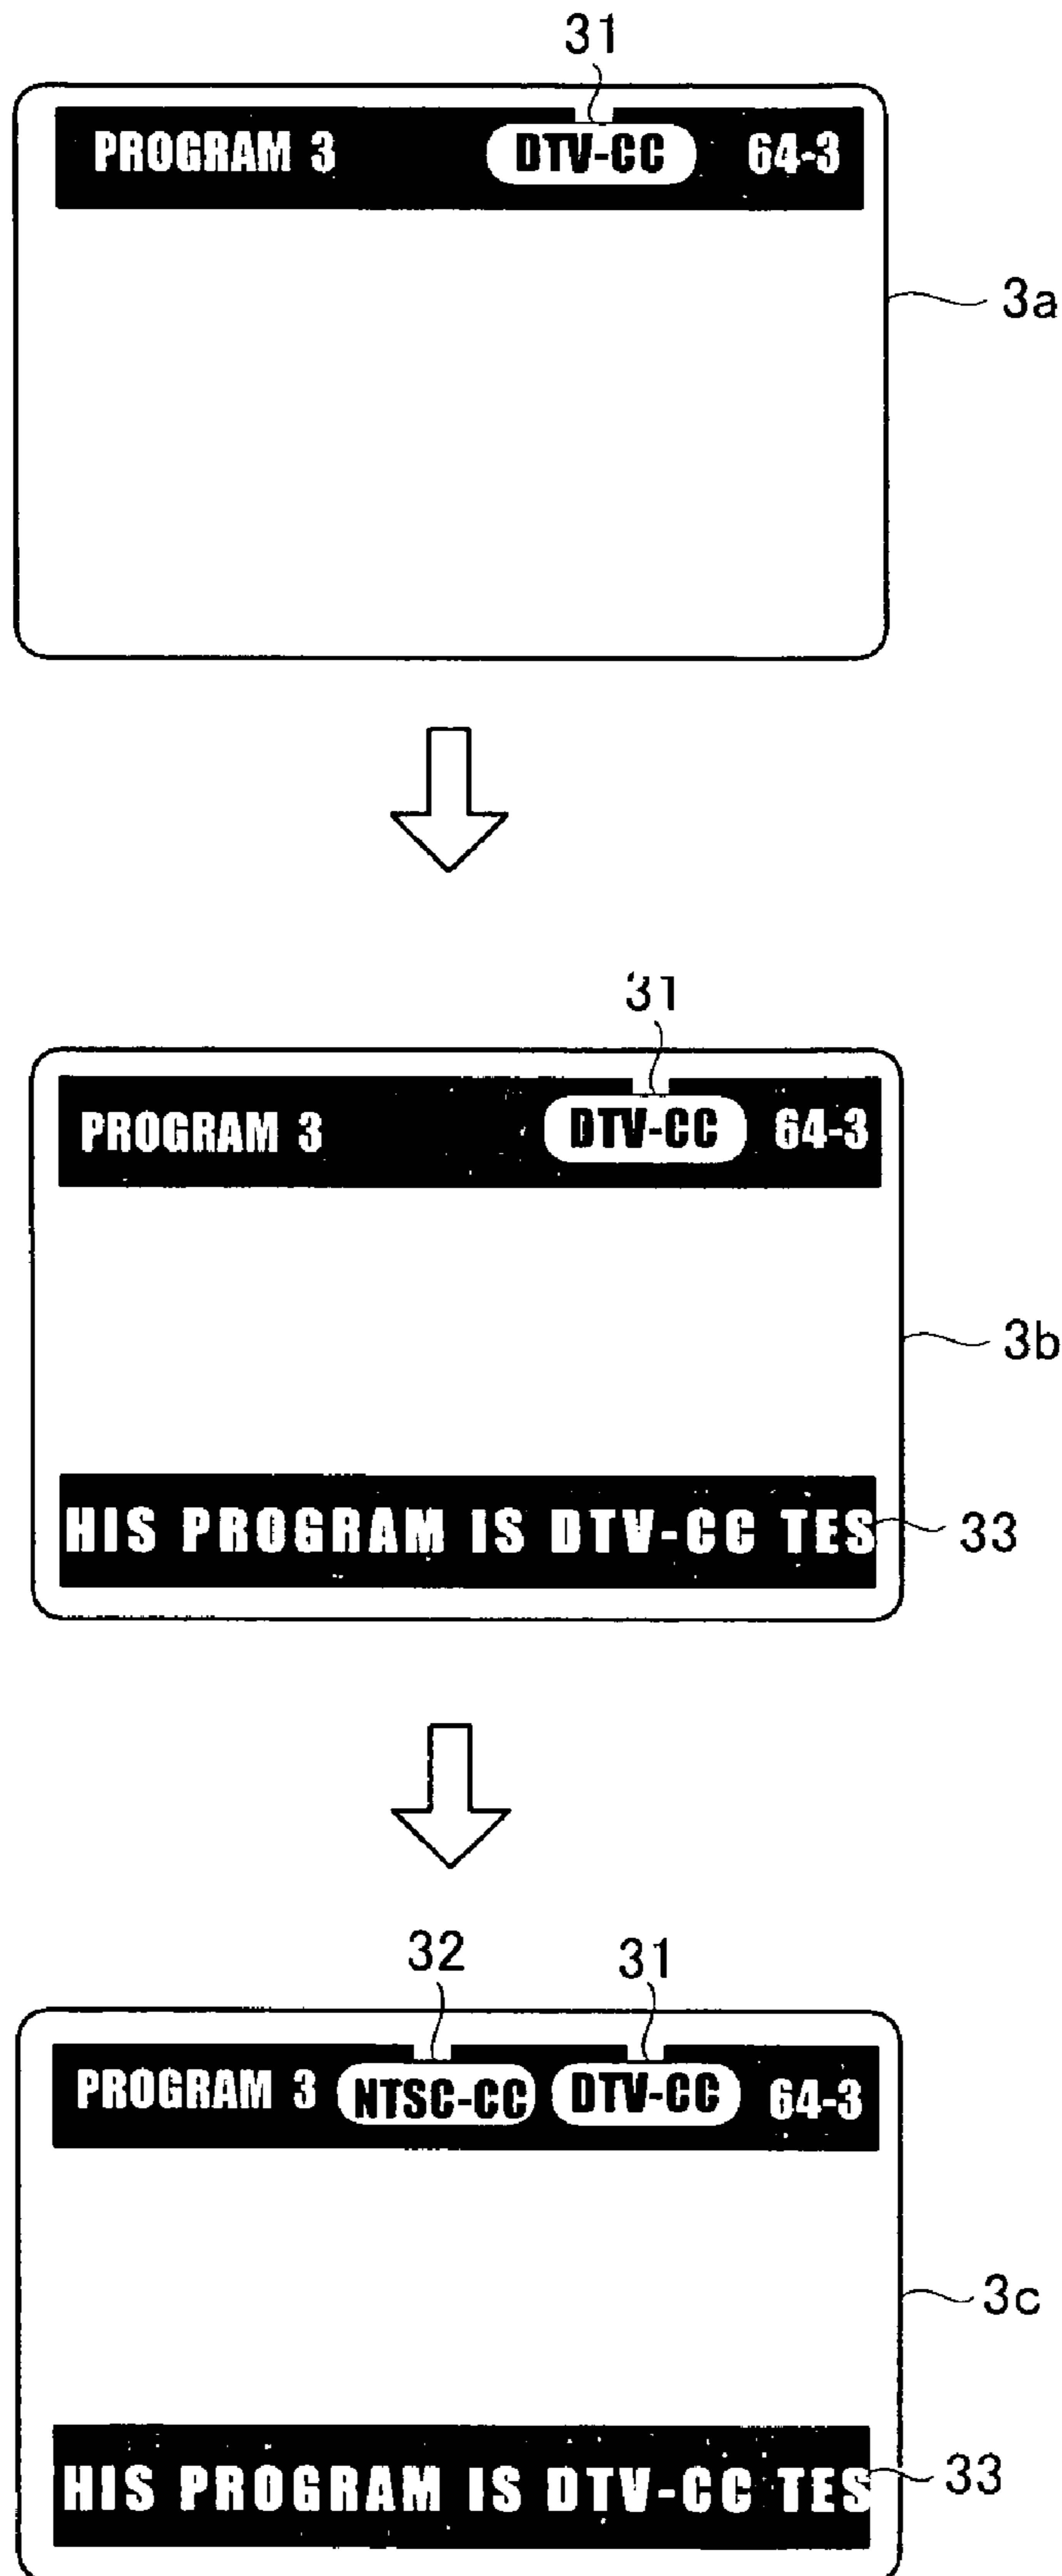 31
PROGRAM 3 DTV-CC 64-3
3a
31
PROGRAM 3 DTV-CC 64-3
3b
HIS PROGRAM IS DTV-CC TES
33
32 31
PROGRAM 3 NTSC-CC DTV-CC 64-3
3c
HIS PROGRAM IS DTV-CC TES
33